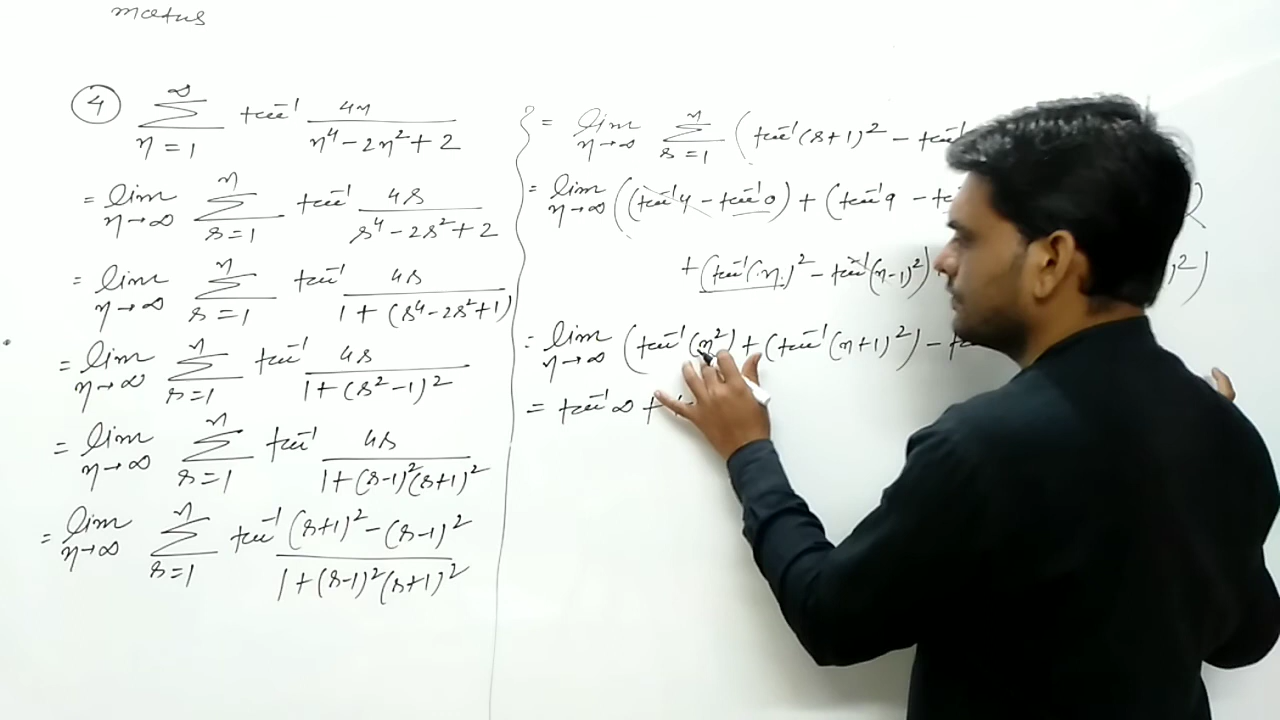 matus
④ ∑_{n=1}^{∞} tan⁻¹ 4n/(n⁴ - 2n² + 2)
= lim_{n→∞} ∑_{r=1}^{n} tan⁻¹ 4r/(r⁴ - 2r² + 2)
= lim_{n→∞} ∑_{r=1}^{n} tan⁻¹ 4r/(1 + (r⁴ - 2r² + 1))
= lim_{n→∞} ∑_{r=1}^{n} tan⁻¹ 4r/(1 + (r² - 1)²)
= lim_{n→∞} ∑_{r=1}^{n} tan⁻¹ 4r/(1 + (r-1)²(r+1)²)
= lim_{n→∞} ∑_{r=1}^{n} tan⁻¹ ((r+1)² - (r-1)²)/(1 + (r-1)²(r+1)²)
= lim_{n→∞} ∑_{r=1}^{n} (tan⁻¹(r+1)² - tan⁻¹
= lim_{n→∞} ((tan⁻¹4 - tan⁻¹0) + (tan⁻¹9 -
+ (tan⁻¹(n)² - tan⁻¹(n-1)²)
= lim_{n→∞} (tan⁻¹(n²) + (tan⁻¹(n+1)²) -
= tan⁻¹∞ +